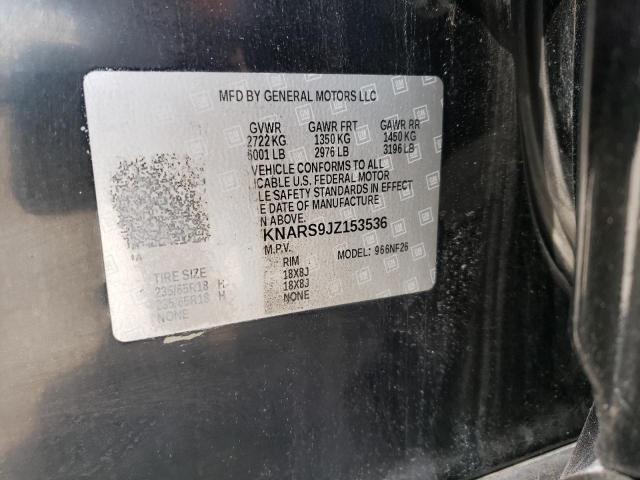 MFD BY GENERAL MOTORS LLC
GVWR GAWR FRT GAWR RR
2722 KG 1350 KG 1450 KG
6001 LB 2976 LB 3196 LB
VEHICLE CONFORMS TO ALL
CABLE U.S. FEDERAL MOTOR
LE SAFETY STANDARDS IN EFFECT
E DATE OF MANUFACTURE
N ABOVE.
KNARS9JZ153536
M.P.V.
MODEL: 966NF26
TIRE SIZE RIM
235/65R18 H 18X8J
235/65R18 H 18X8J
NONE NONE